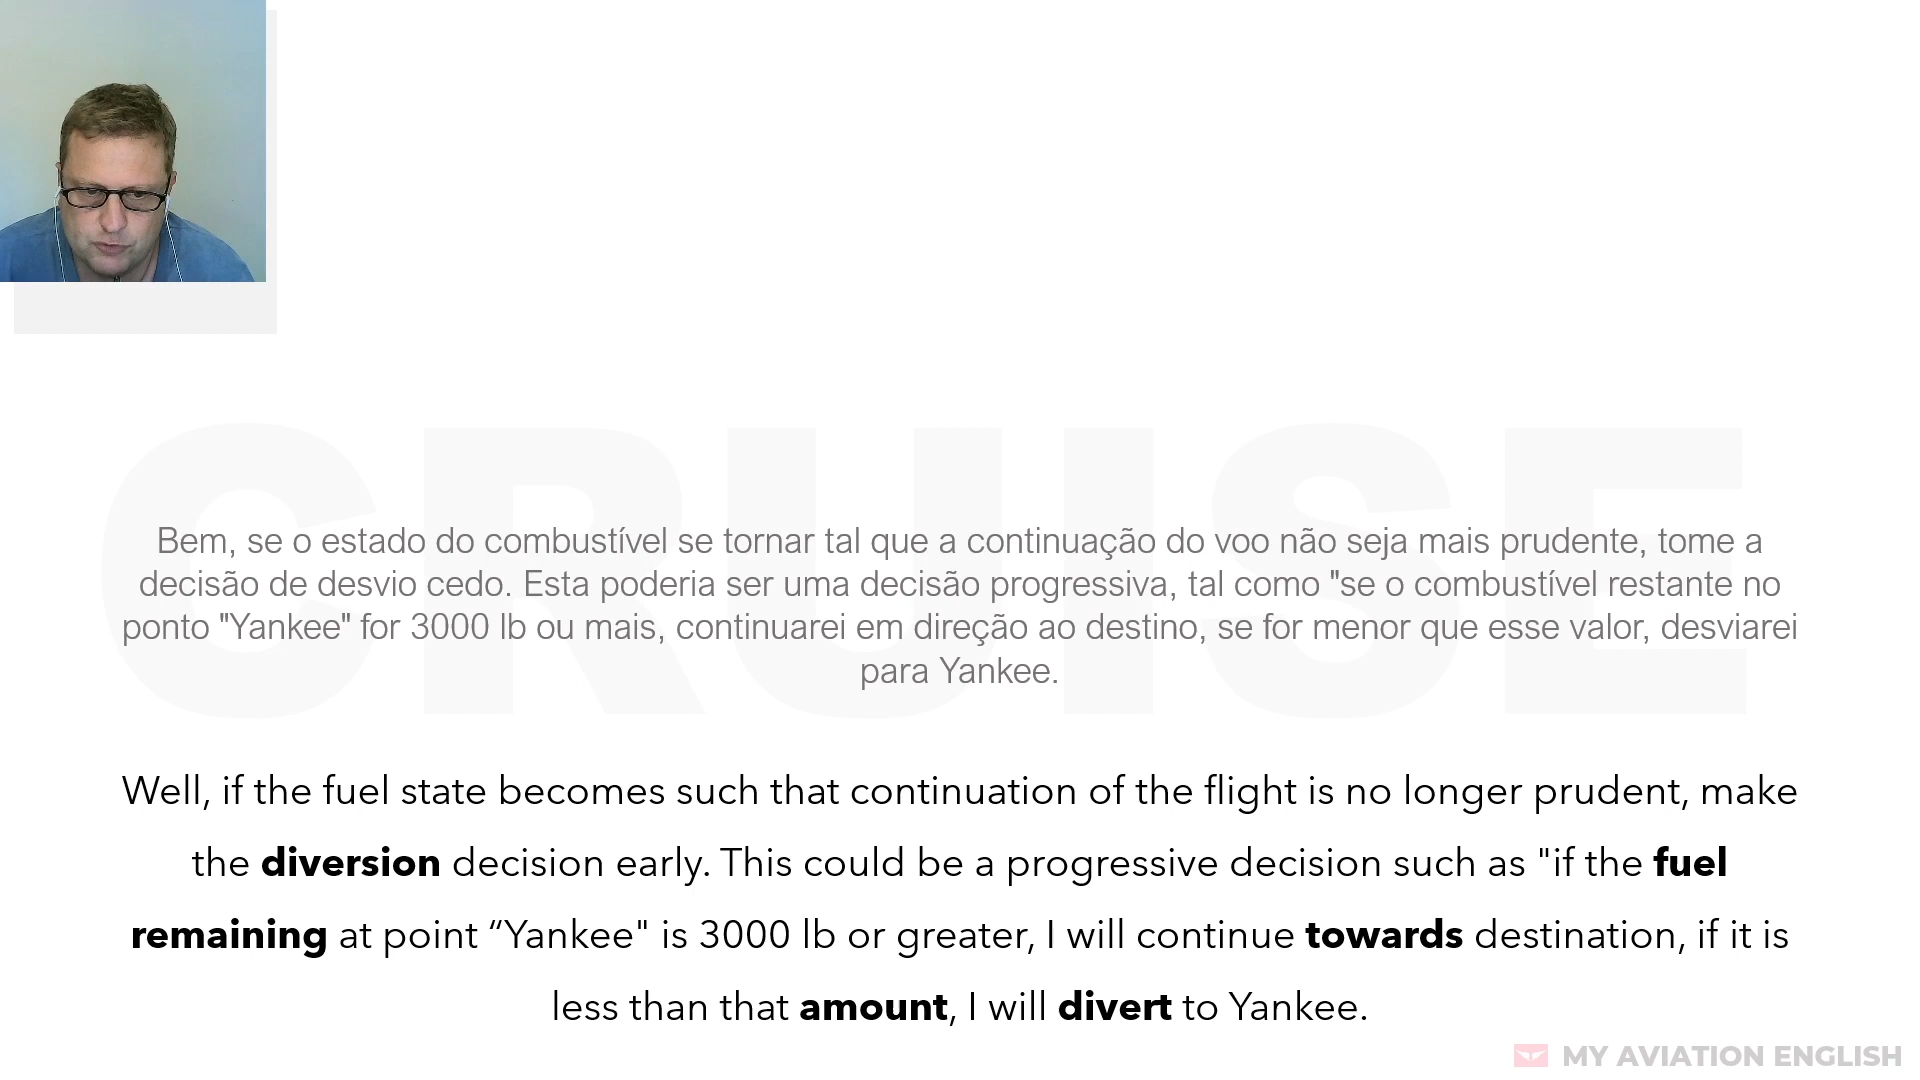 CRUISE
Bem, se o estado do combustível se tornar tal que a continuação do voo não seja mais prudente, tome a
decisão de desvio cedo. Esta poderia ser uma decisão progressiva, tal como "se o combustível restante no
ponto "Yankee" for 3000 lb ou mais, continuarei em direção ao destino, se for menor que esse valor, desviarei
para Yankee.
Well, if the fuel state becomes such that continuation of the flight is no longer prudent, make
the diversion decision early. This could be a progressive decision such as "if the fuel
remaining at point “Yankee" is 3000 lb or greater, I will continue towards destination, if it is
less than that amount, I will divert to Yankee.
MY AVIATION ENGLISH